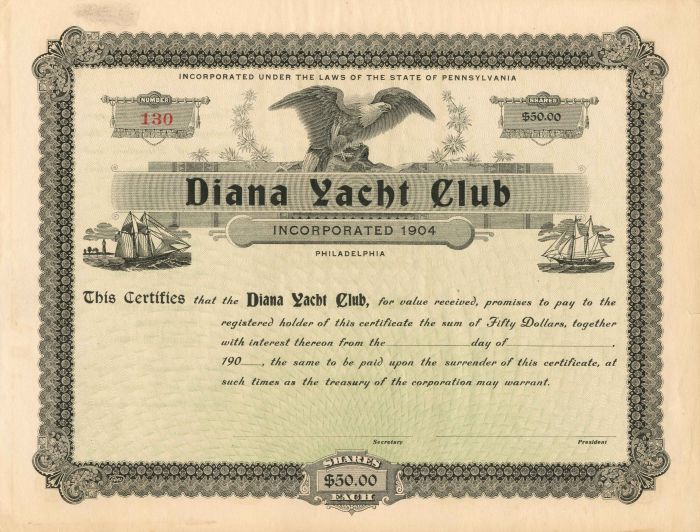 INCORPORATED UNDER THE LAWS OF THE STATE OF PENNSYLVANIA
NUMBER
130
SHARES
$50.00
Diana Yacht Club
INCORPORATED 1904
PHILADELPHIA
This Certifies that the Diana Yacht Club, for value received, promises to pay to the
registered holder of this certificate the sum of Fifty Dollars, together
with interest thereon from the ___ day of ___,
190__, the same to be paid upon the surrender of this certificate, at
such times as the treasury of the corporation may warrant.
Secretary
President
SHARES
$50.00
EACH